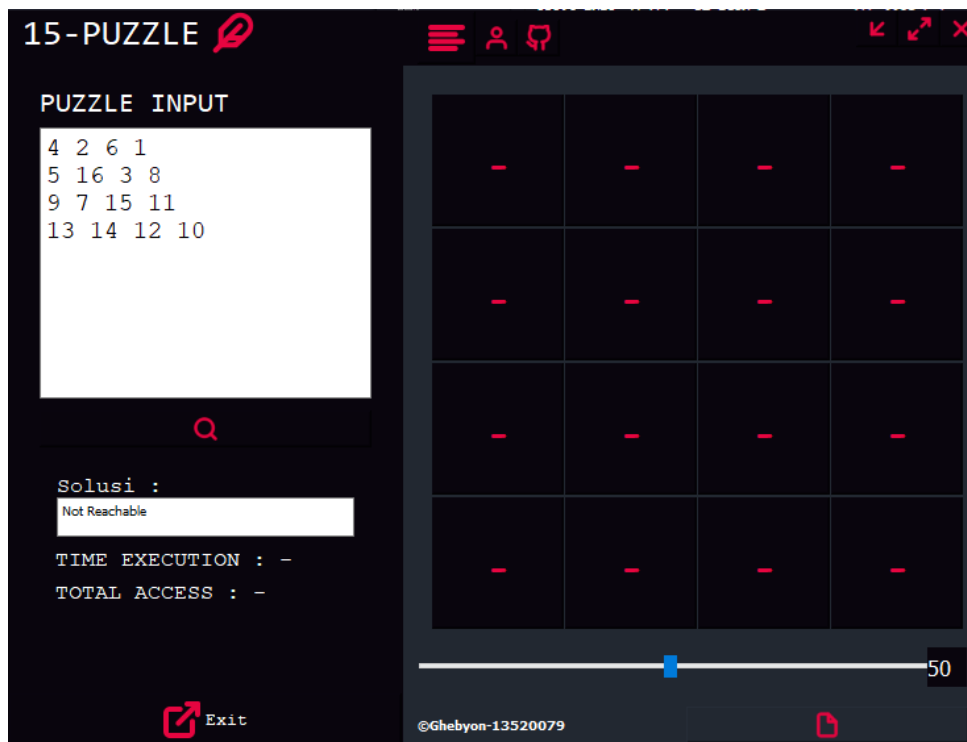 15-PUZZLE
PUZZLE INPUT
4 2 6 1
5 16 3 8
9 7 15 11
13 14 12 10
Solusi :
Not Reachable
TIME EXECUTION : -
TOTAL ACCESS : -
Exit
- - - -
- - - -
- - - -
- - - -
50
©Ghebyon-13520079